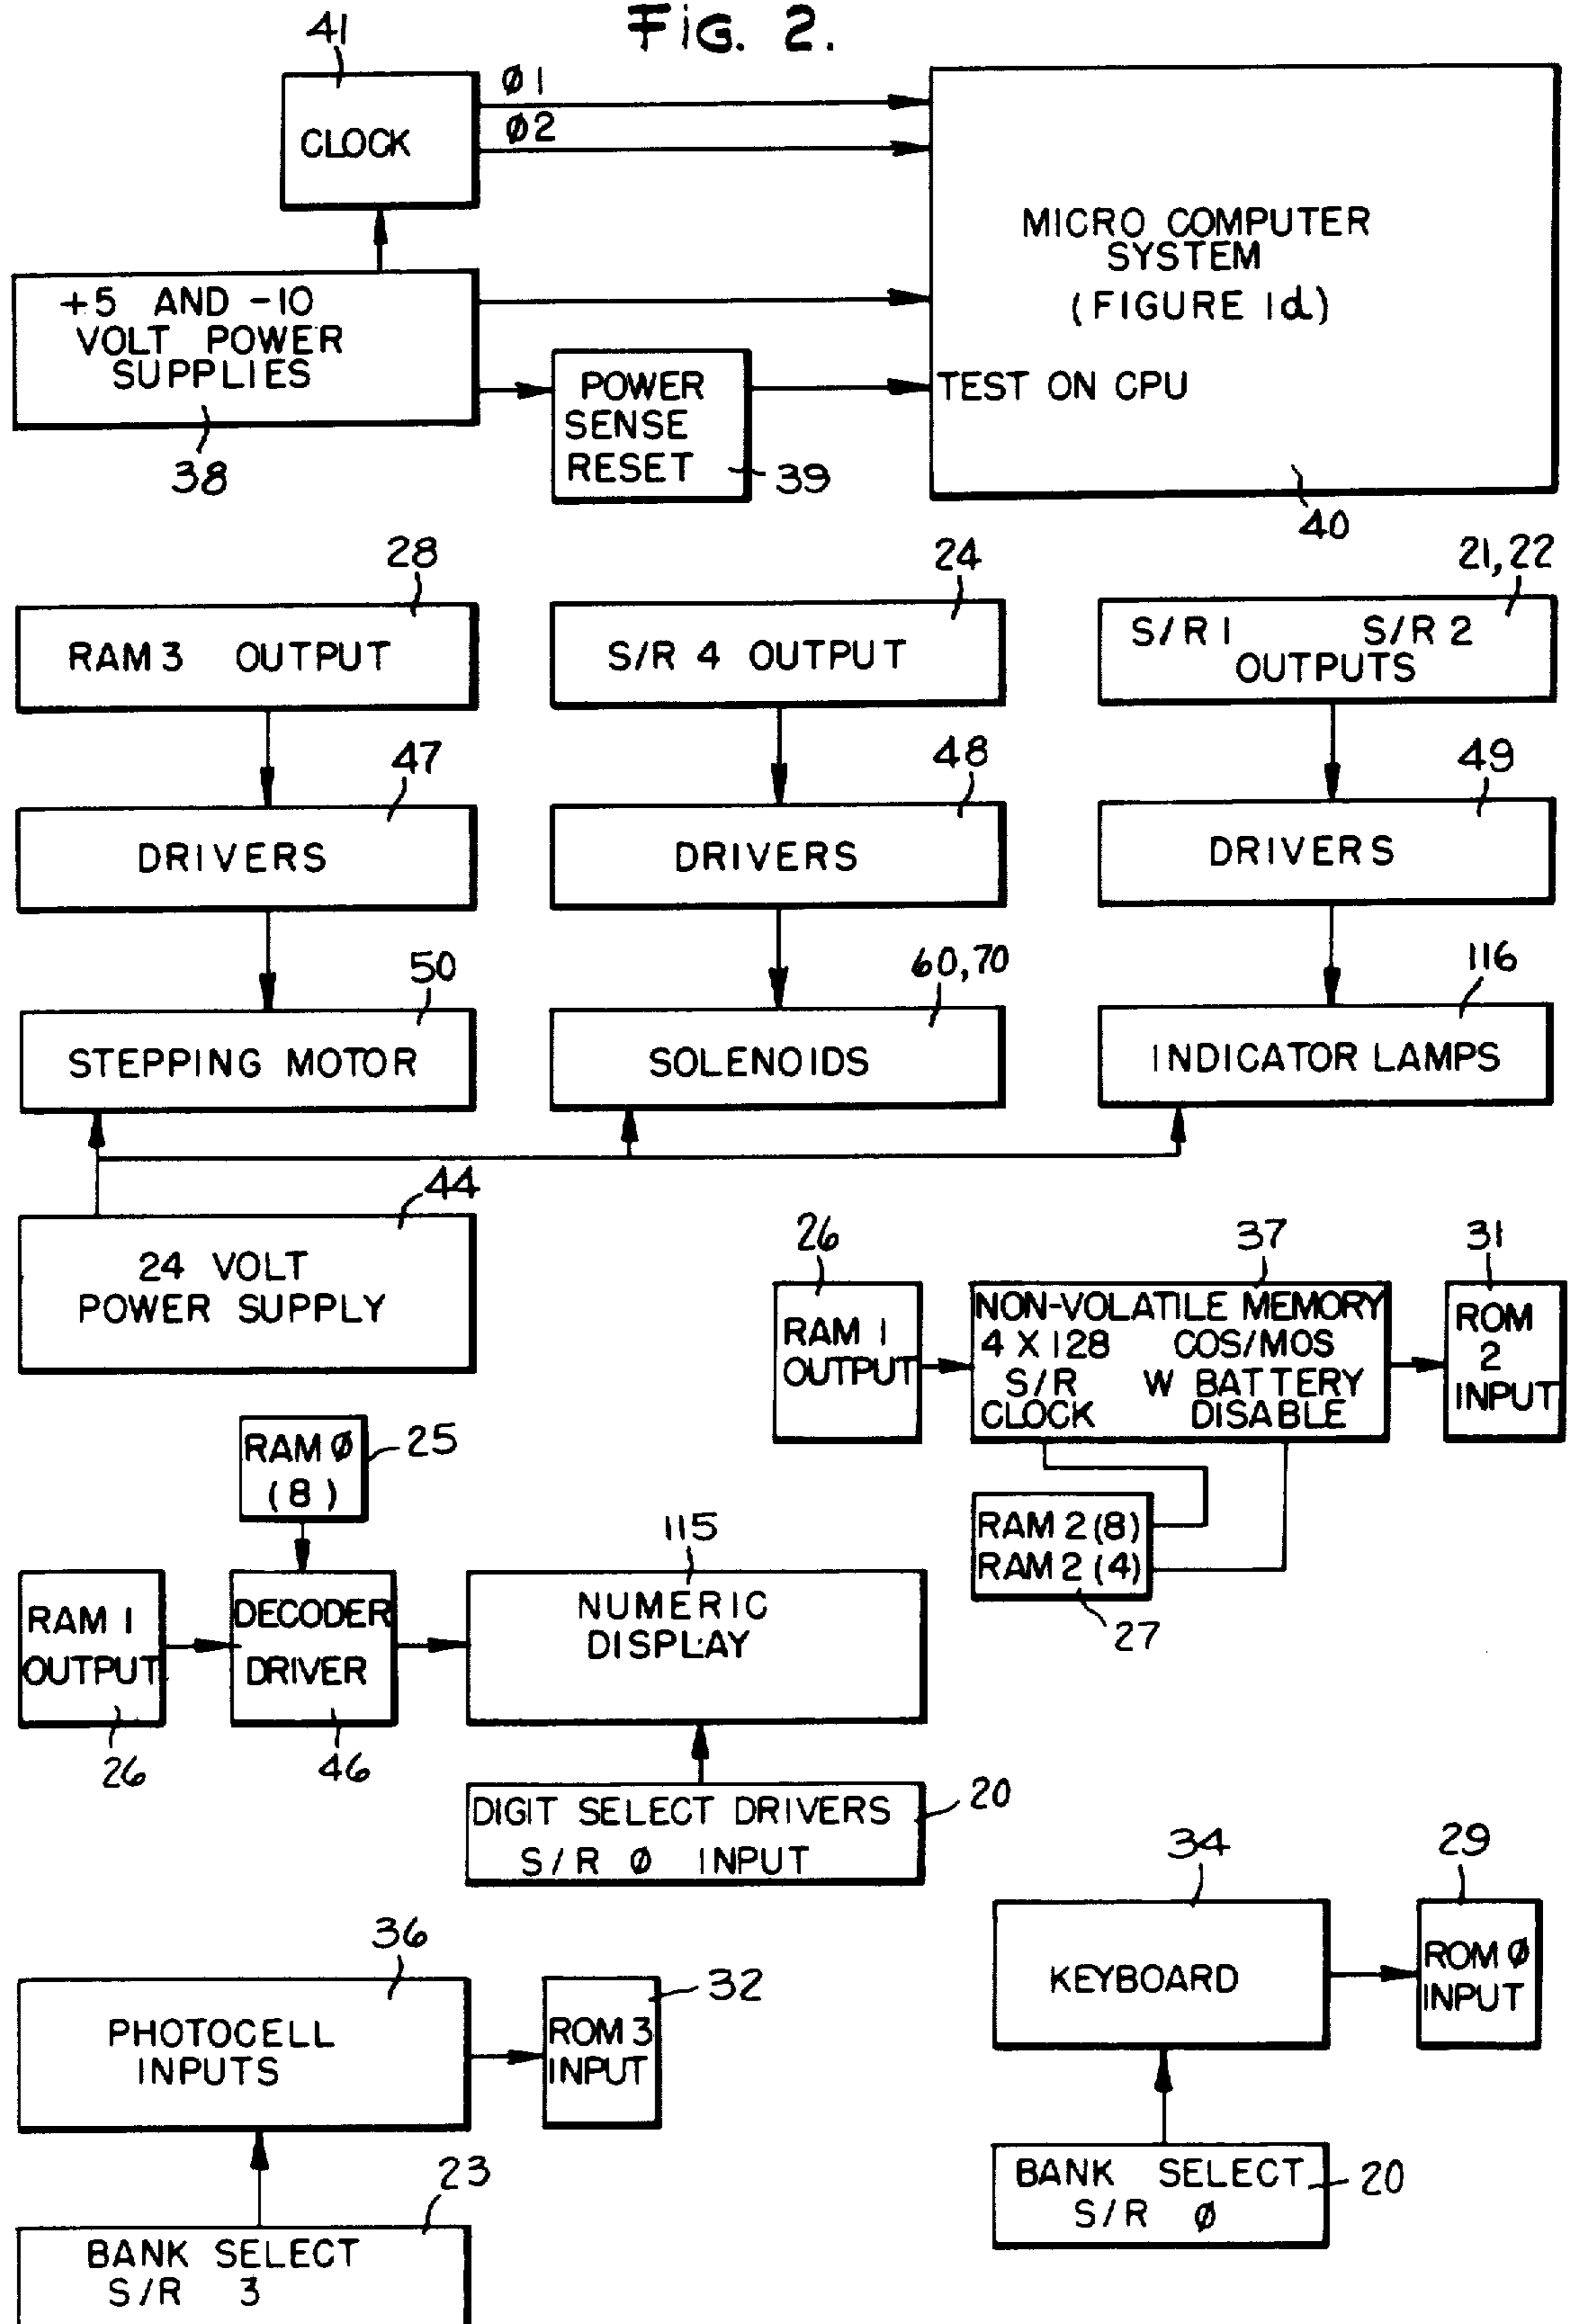 FIG. 2.
41
CLOCK
Ø1
Ø2
MICRO COMPUTER
SYSTEM
(FIGURE 1d)
TEST ON CPU
40
+5 AND -10
VOLT POWER
SUPPLIES
38
POWER
SENSE
RESET
39
28
RAM 3 OUTPUT
24
S/R 4 OUTPUT
21, 22
S/R 1 S/R 2
OUTPUTS
47
DRIVERS
48
DRIVERS
49
DRIVERS
50
STEPPING MOTOR
60, 70
SOLENOIDS
116
INDICATOR LAMPS
44
24 VOLT
POWER SUPPLY
26
RAM 1
OUTPUT
37
NON-VOLATILE MEMORY
4 X 128 COS/MOS
S/R W BATTERY
CLOCK DISABLE
31
ROM
2
INPUT
RAM 2 (8)
RAM 2 (4)
27
RAM Ø
(8)
25
RAM 1
OUTPUT
26
DECODER
DRIVER
46
115
NUMERIC
DISPLAY
DIGIT SELECT DRIVERS
S/R Ø INPUT
20
34
KEYBOARD
29
ROM Ø
INPUT
BANK SELECT
S/R Ø
20
36
PHOTOCELL
INPUTS
32
ROM 3
INPUT
23
BANK SELECT
S/R 3